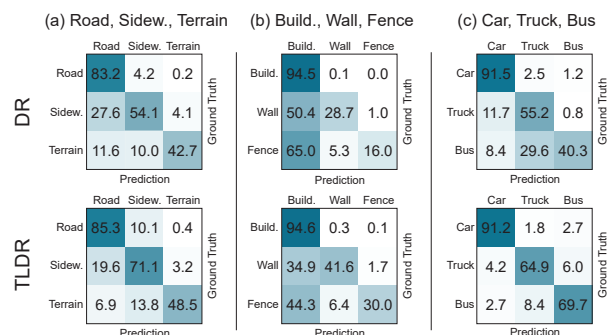 (a) Road, Sidew., Terrain (b) Build., Wall, Fence (c) Car, Truck, Bus
DR
Road Sidew. Terrain
Road 83.2 4.2 0.2
Sidew. 27.6 54.1 4.1
Terrain 11.6 10.0 42.7
Prediction
Ground Truth
Build. Wall Fence
Build. 94.5 0.1 0.0
Wall 50.4 28.7 1.0
Fence 65.0 5.3 16.0
Prediction
Ground Truth
Car Truck Bus
Car 91.5 2.5 1.2
Truck 11.7 55.2 0.8
Bus 8.4 29.6 40.3
Prediction
Ground Truth
TLDR
Road Sidew. Terrain
Road 85.3 10.1 0.4
Sidew. 19.6 71.1 3.2
Terrain 6.9 13.8 48.5
Prediction
Ground Truth
Build. Wall Fence
Build. 94.6 0.3 0.1
Wall 34.9 41.6 1.7
Fence 44.3 6.4 30.0
Prediction
Ground Truth
Car Truck Bus
Car 91.2 1.8 2.7
Truck 4.2 64.9 6.0
Bus 2.7 8.4 69.7
Prediction
Ground Truth